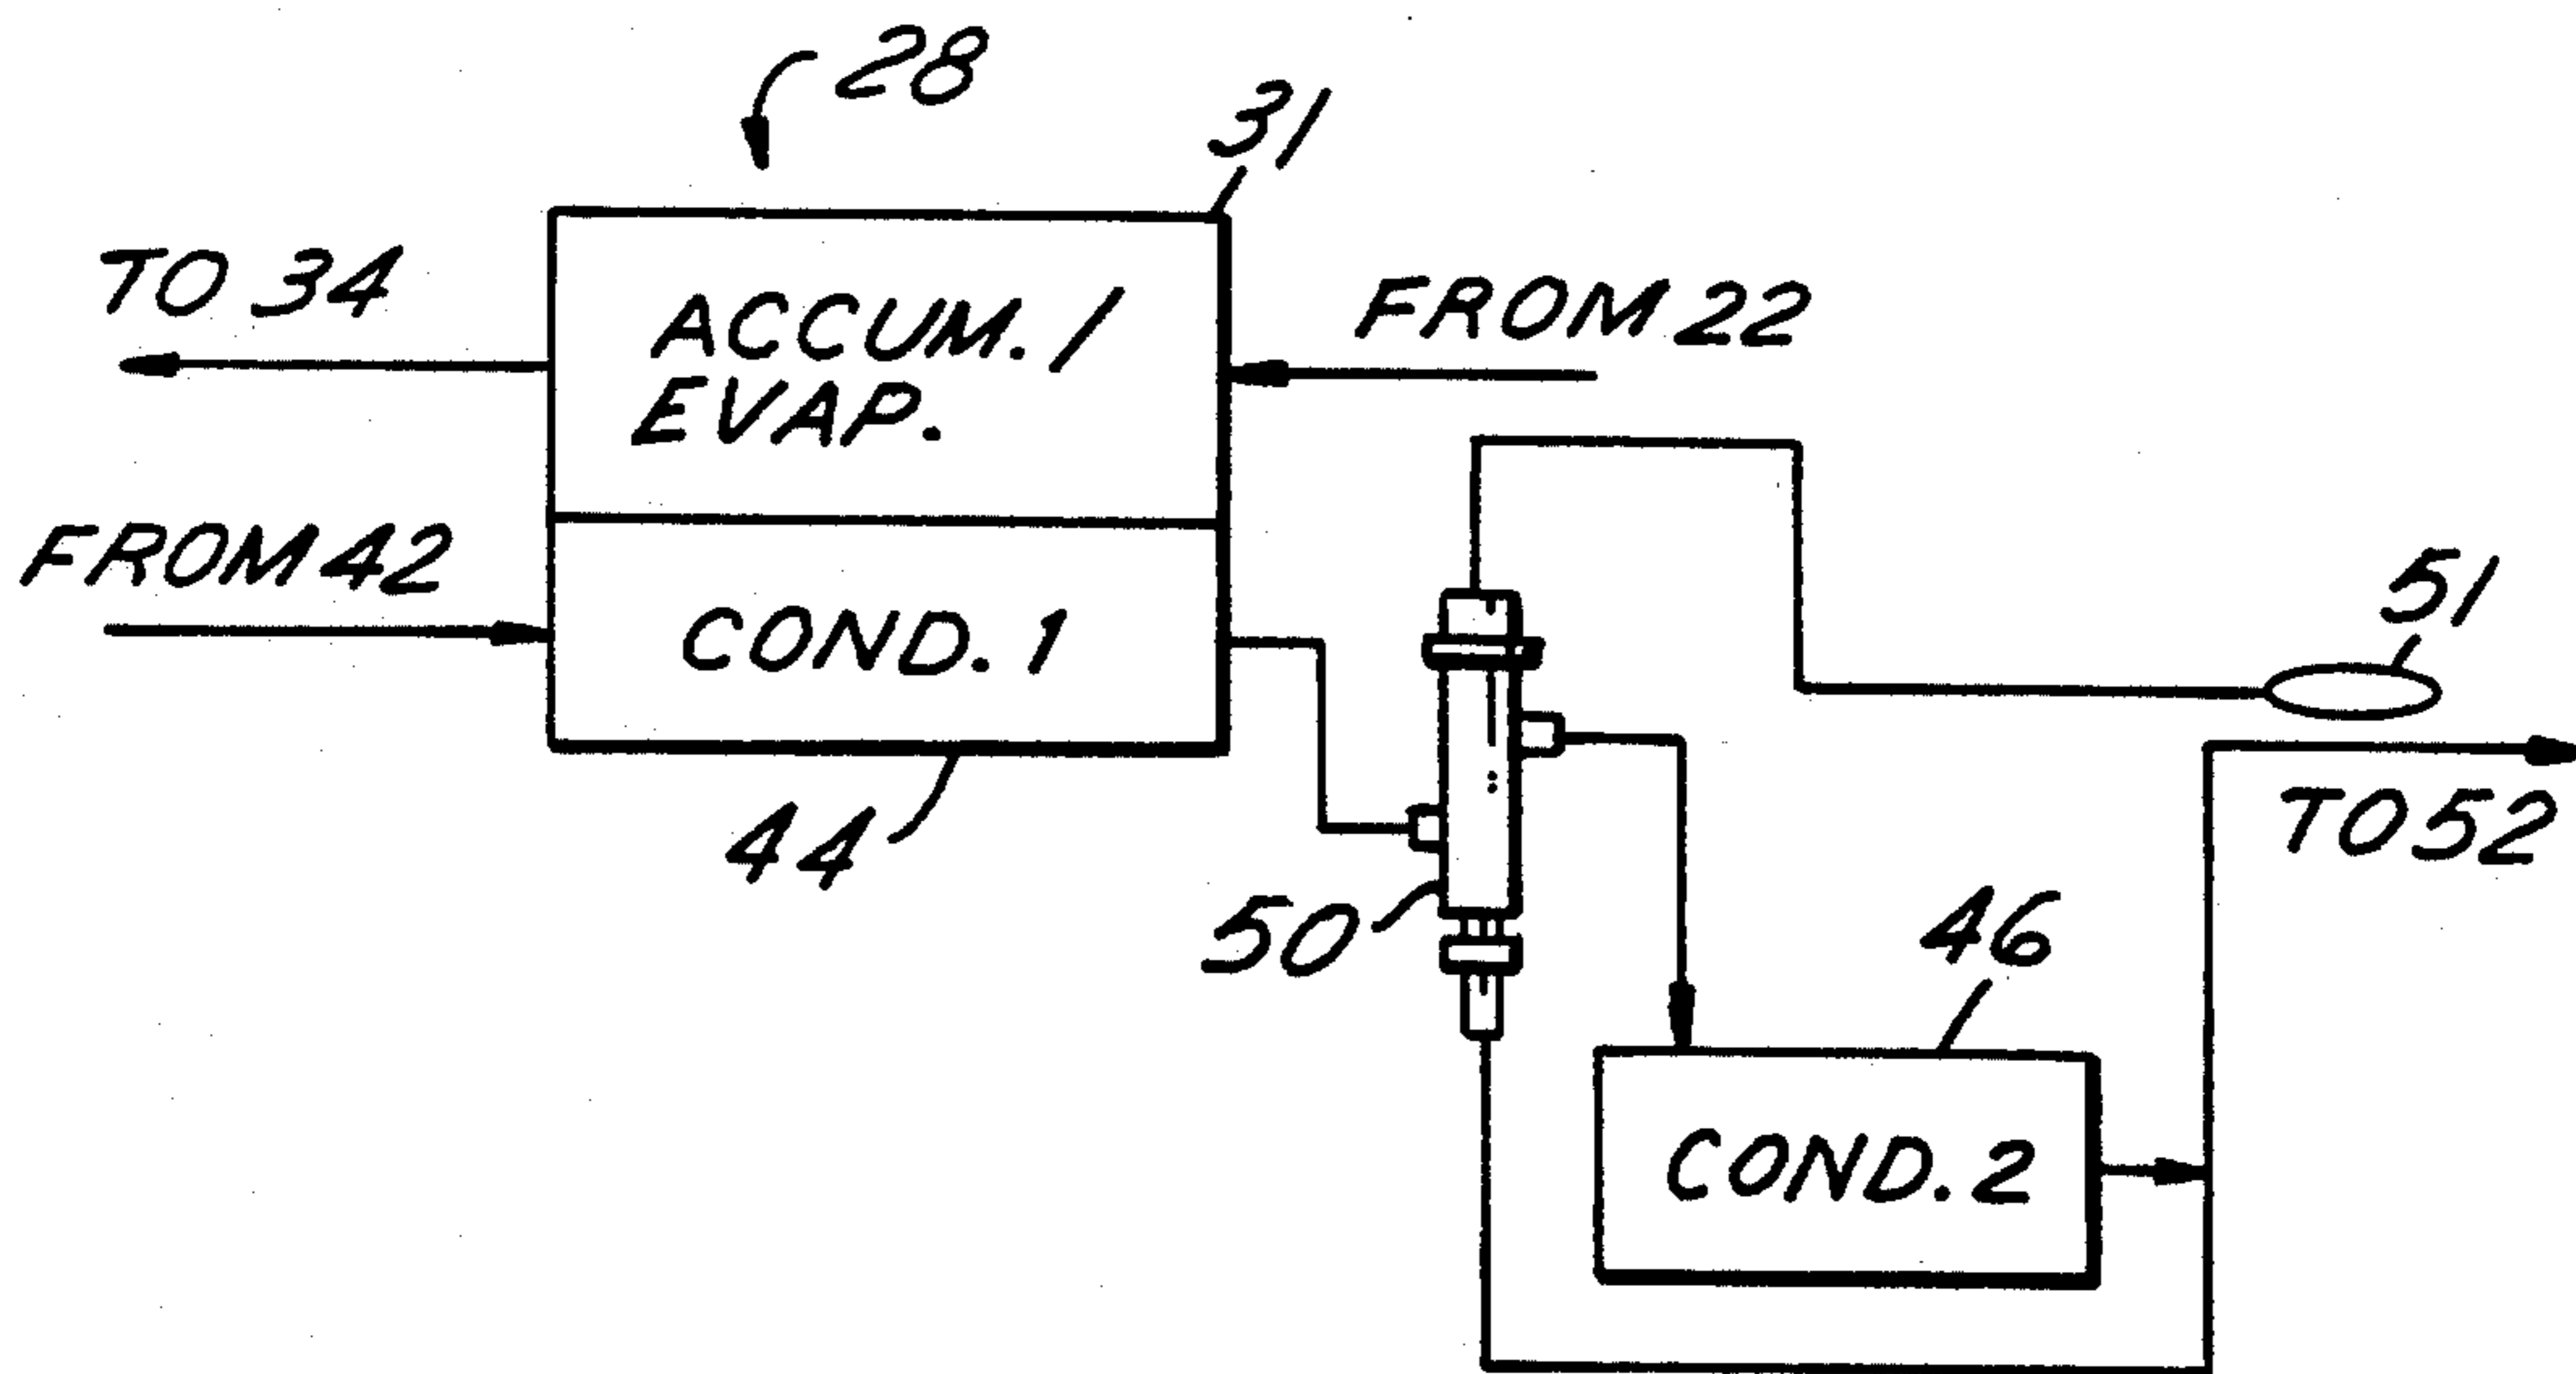 28
31
TO 34
FROM 22
ACCUM./
EVAP.
FROM 42
COND. 1
51
44
50
TO 52
46
COND. 2